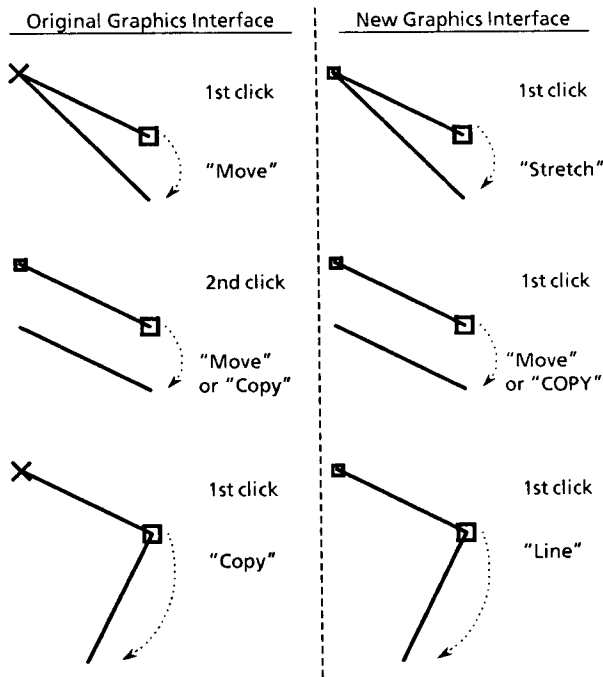 Original Graphics Interface
1st click
"Move"
2nd click
"Move"
or "Copy"
1st click
"Copy"
New Graphics Interface
1st click
"Stretch"
1st click
"Move"
or "COPY"
1st click
"Line"